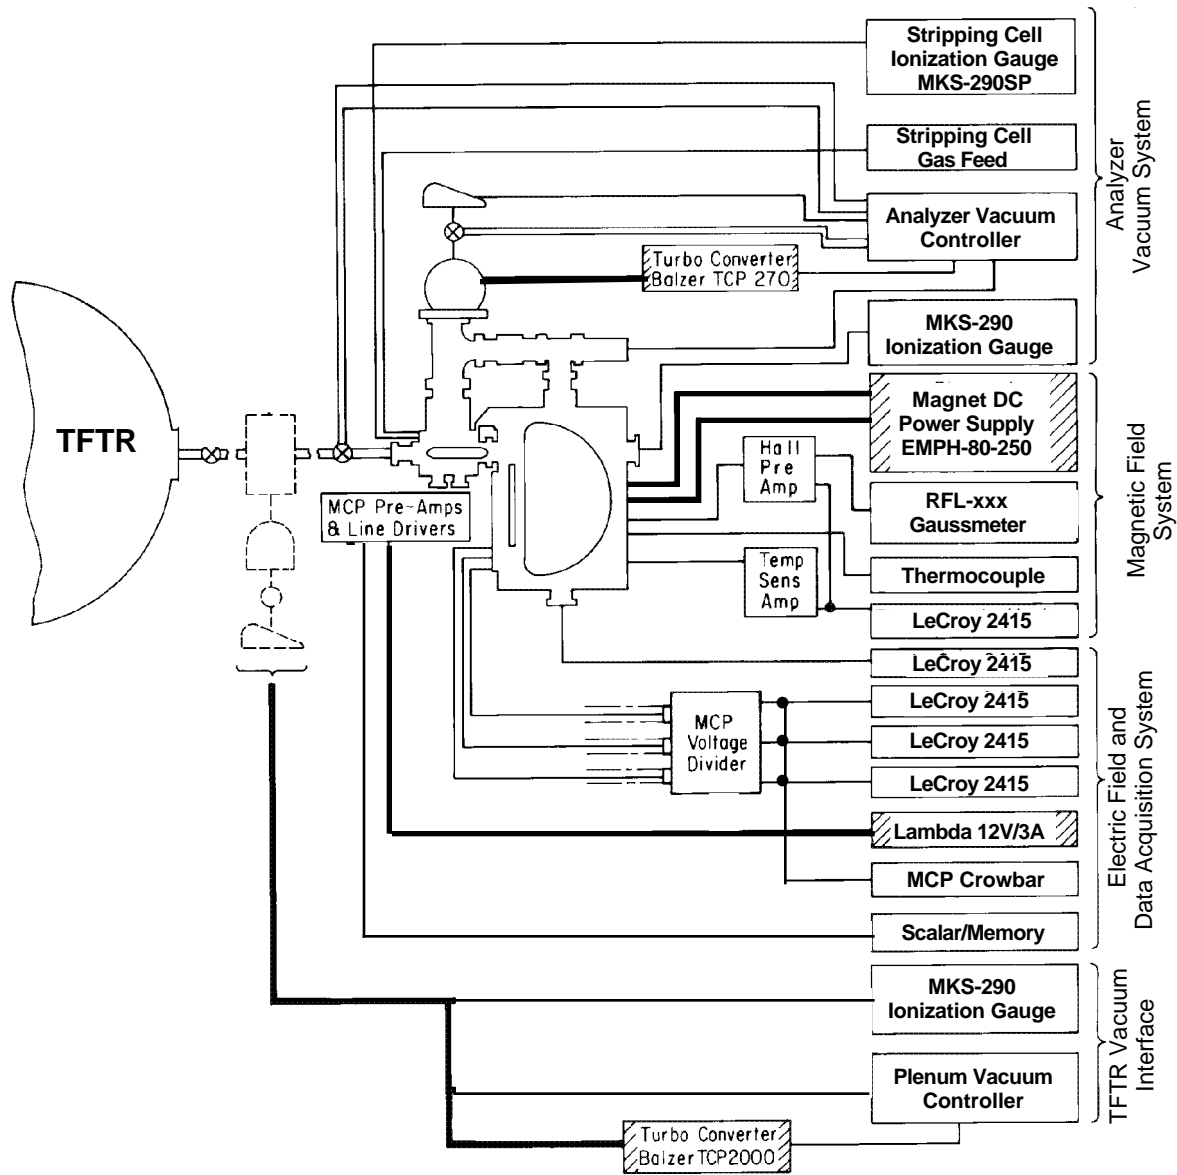 Stripping Cell
Ionization Gauge
MKS-290SP
Stripping Cell
Gas Feed
Analyzer Vacuum
Controller
Turbo Converter
Balzer TCP 270
MKS-290
Ionization Gauge
Analyzer
Vacuum System
TFTR
Magnet DC
Power Supply
EMPH-80-250
Hall
Pre
Amp
RFL-xxx
Gaussmeter
MCP Pre-Amps
& Line Drivers
Thermocouple
Temp
Sens
Amp
LeCroy 2415
Magnetic Field
System
LeCroy 2415
LeCroy 2415
MCP
Voltage
Divider
LeCroy 2415
LeCroy 2415
Lambda 12V/3A
MCP Crowbar
Scalar/Memory
Electric Field and
Data Acquisition System
MKS-290
Ionization Gauge
Plenum Vacuum
Controller
Turbo Converter
Balzer TCP2000
TFTR Vacuum
Interface